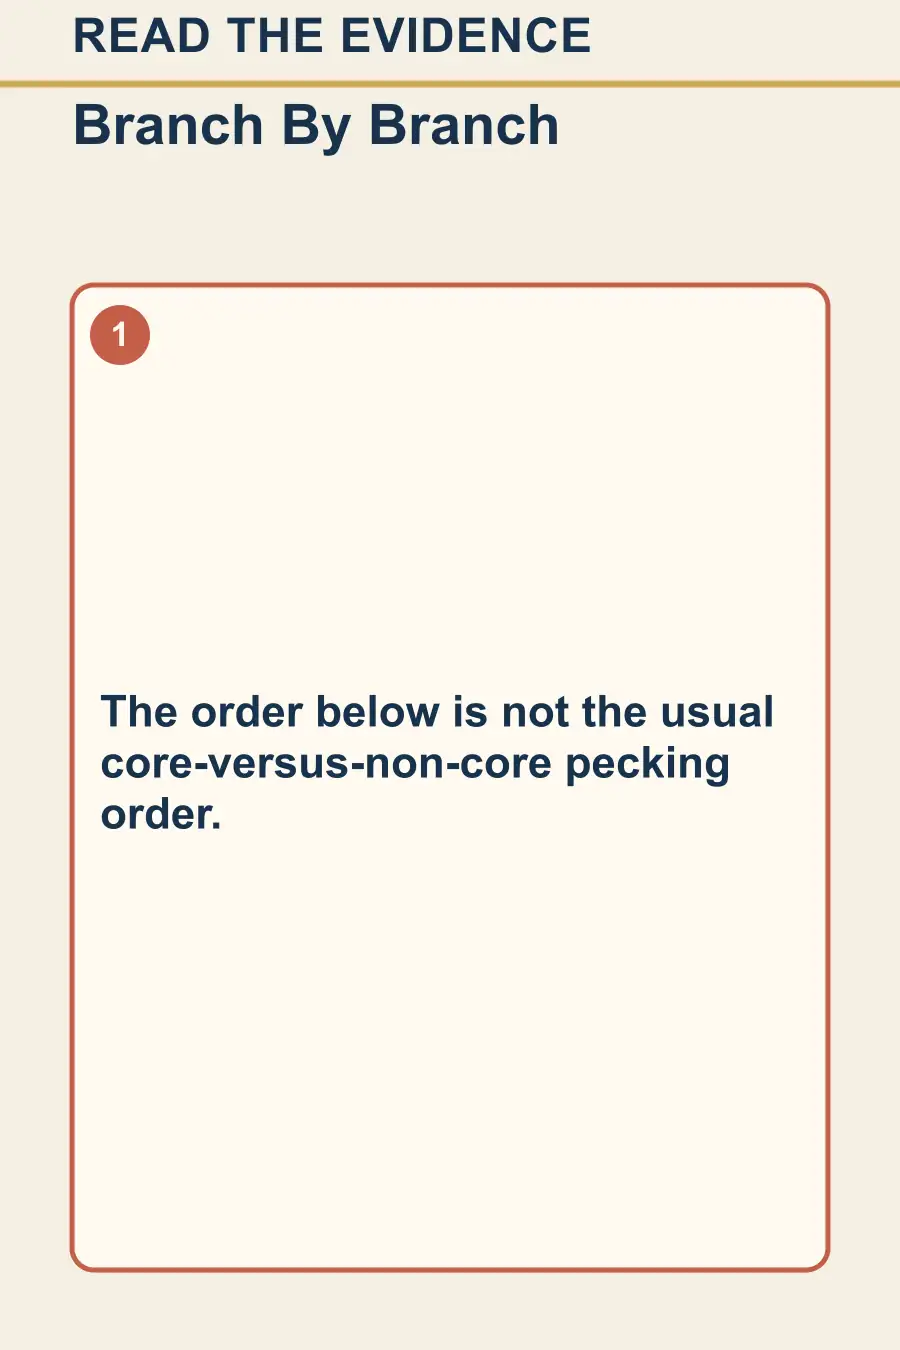 READ THE EVIDENCE
Branch By Branch
1
The order below is not the usual
core-versus-non-core pecking
order.